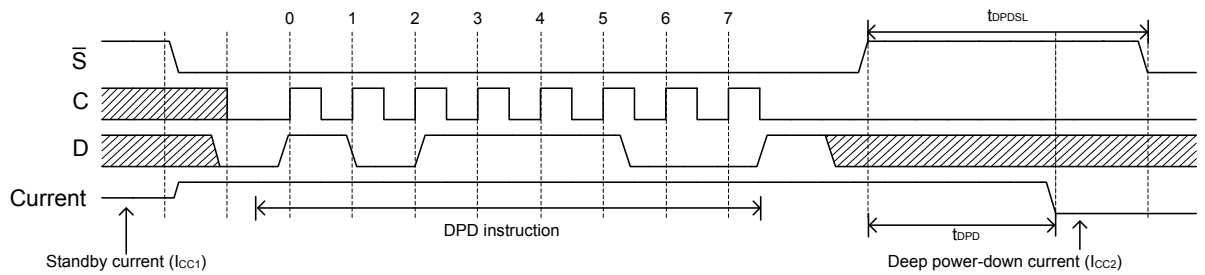 0 1 2 3 4 5 6 7
tDPDSL
S̅
C
D
Current
DPD instruction
tDPD
Standby current (ICC1)
Deep power-down current (ICC2)